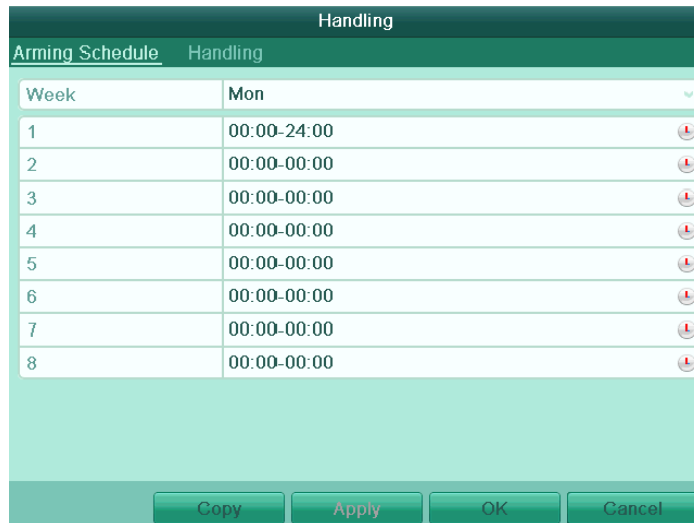 Handling
Arming Schedule Handling
Week Mon
1 00:00-24:00
2 00:00-00:00
3 00:00-00:00
4 00:00-00:00
5 00:00-00:00
6 00:00-00:00
7 00:00-00:00
8 00:00-00:00
Copy Apply OK Cancel